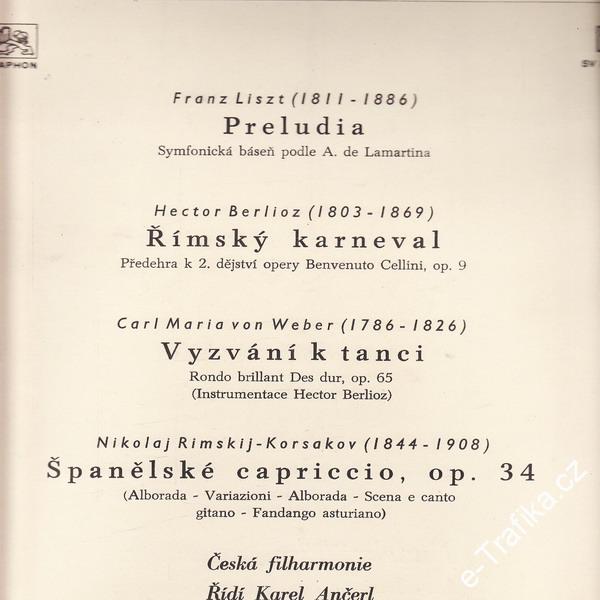 APHON
SW
Franz Liszt (1811 - 1886)
Preludia
Symfonická báseň podle A. de Lamartina
Hector Berlioz (1803 - 1869)
Římský karneval
Předehra k 2. dějství opery Benvenuto Cellini, op. 9
Carl Maria von Weber (1786 - 1826)
Vyzvání k tanci
Rondo brillant Des dur, op. 65
(Instrumentace Hector Berlioz)
Nikolaj Rimskij-Korsakov (1844 - 1908)
Španělské capriccio, op. 34
(Alborada - Variazioni - Alborada - Scena e canto
gitano - Fandango asturiano)
Česká filharmonie
Řídí Karel Ančerl
e-Trafika.cz